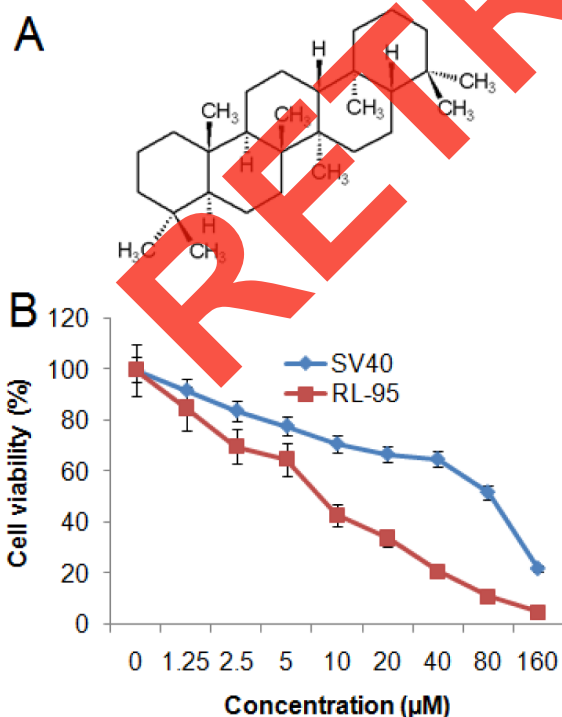 A
H
H
CH₃
CH₃
CH₃
CH₃
CH₃
H
CH₃
H
H₃C
CH₃
RETR
B
120
100
80
60
40
20
0
SV40
RL-95
Cell viability (%)
0 1.25 2.5 5 10 20 40 80 160
Concentration (µM)